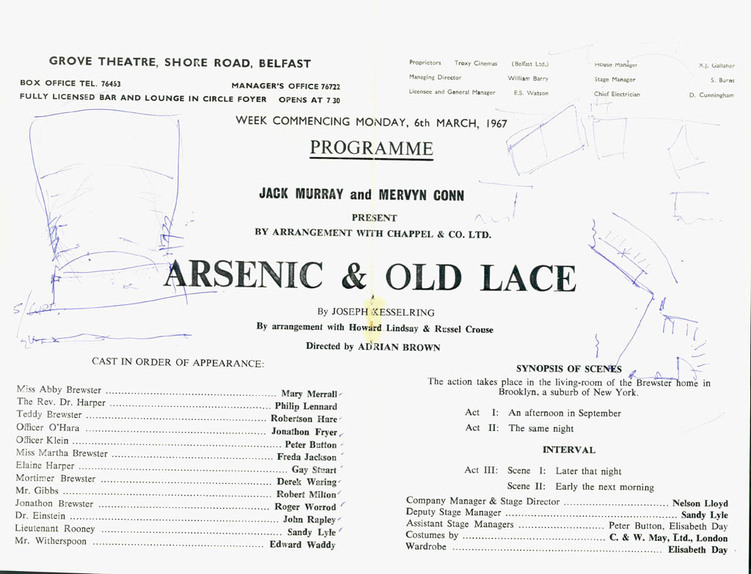 GROVE THEATRE, SHORE ROAD, BELFAST
BOX OFFICE TEL. 76453 MANAGER'S OFFICE 76722
FULLY LICENSED BAR AND LOUNGE IN CIRCLE FOYER OPENS AT 7 30
Proprietors Troxy Cinemas (Belfast Ltd.) House Manager X.J. Gallaher
Managing Director William Barry Stage Manager S. Burns
Licensee and General Manager E.S. Watson Chief Electrician D. Cunningham
WEEK COMMENCING MONDAY, 6th MARCH, 1967
PROGRAMME
JACK MURRAY and MERVYN CONN
PRESENT
BY ARRANGEMENT WITH CHAPPEL & CO. LTD.
ARSENIC & OLD LACE
By JOSEPH KESSELRING
By arrangement with Howard Lindsay & Russel Crouse
Directed by ADRIAN BROWN
CAST IN ORDER OF APPEARANCE:
Miss Abby Brewster ........ Mary Merrall
The Rev. Dr. Harper ........ Philip Lennard
Teddy Brewster ........ Robertson Hare
Officer O'Hara ........ Jonathon Fryer
Officer Klein ........ Peter Button
Miss Martha Brewster ........ Freda Jackson
Elaine Harper ........ Gay Stuart
Mortimer Brewster ........ Derek Waring
Mr. Gibbs ........ Robert Milton
Jonathon Brewster ........ Roger Worrod
Dr. Einstein ........ John Rapley
Lieutenant Rooney ........ Sandy Lyle
Mr. Witherspoon ........ Edward Waddy
SYNOPSIS OF SCENES
The action takes place in the living-room of the Brewster home in
Brooklyn, a suburb of New York.
Act I: An afternoon in September
Act II: The same night
INTERVAL
Act III: Scene I: Later that night
Scene II: Early the next morning
Company Manager & Stage Director ........ Nelson Lloyd
Deputy Stage Manager ........ Sandy Lyle
Assistant Stage Managers ........ Peter Button, Elisabeth Day
Costumes by ........ C. & W. May, Ltd., London
Wardrobe ........ Elisabeth Day